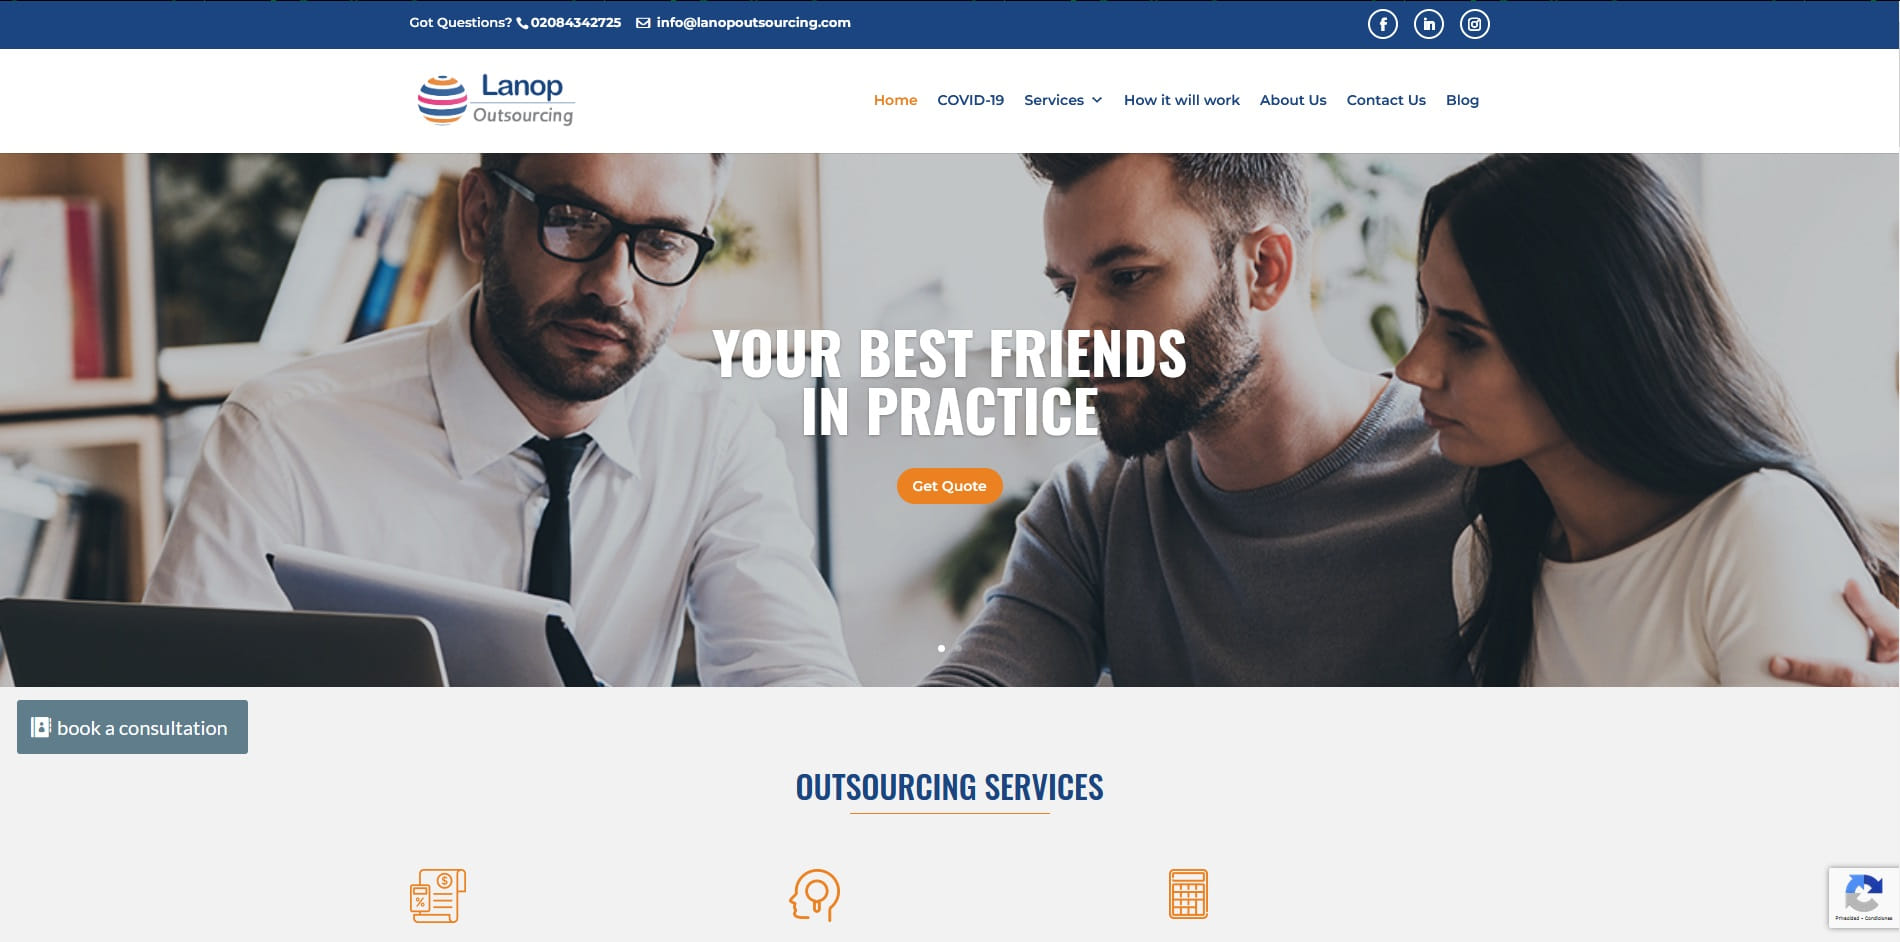 Got Questions? 02084342725 info@lanopoutsourcing.com
Lanop
Outsourcing
Home COVID-19 Services How it will work About Us Contact Us Blog
YOUR BEST FRIENDS
IN PRACTICE
Get Quote
book a consultation
OUTSOURCING SERVICES
$
%
Privacidad - Condiciones